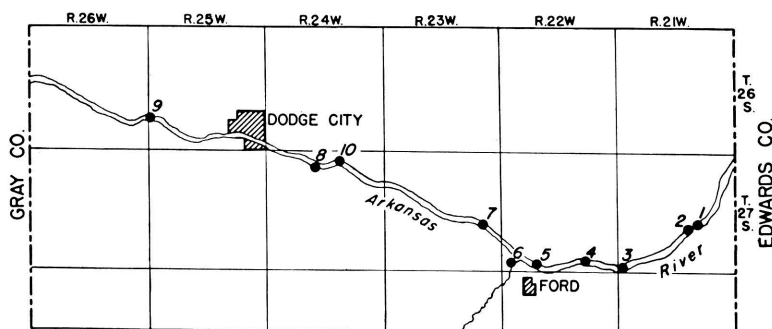 R.26W. R.25W. R.24W. R.23W. R.22W. R.21W.
T.
26
S.
9
DODGE CITY
8 10
GRAY CO.
EDWARDS CO.
Arkansas
7
T.
27
S.
2 1
6 5 4 3
River
FORD